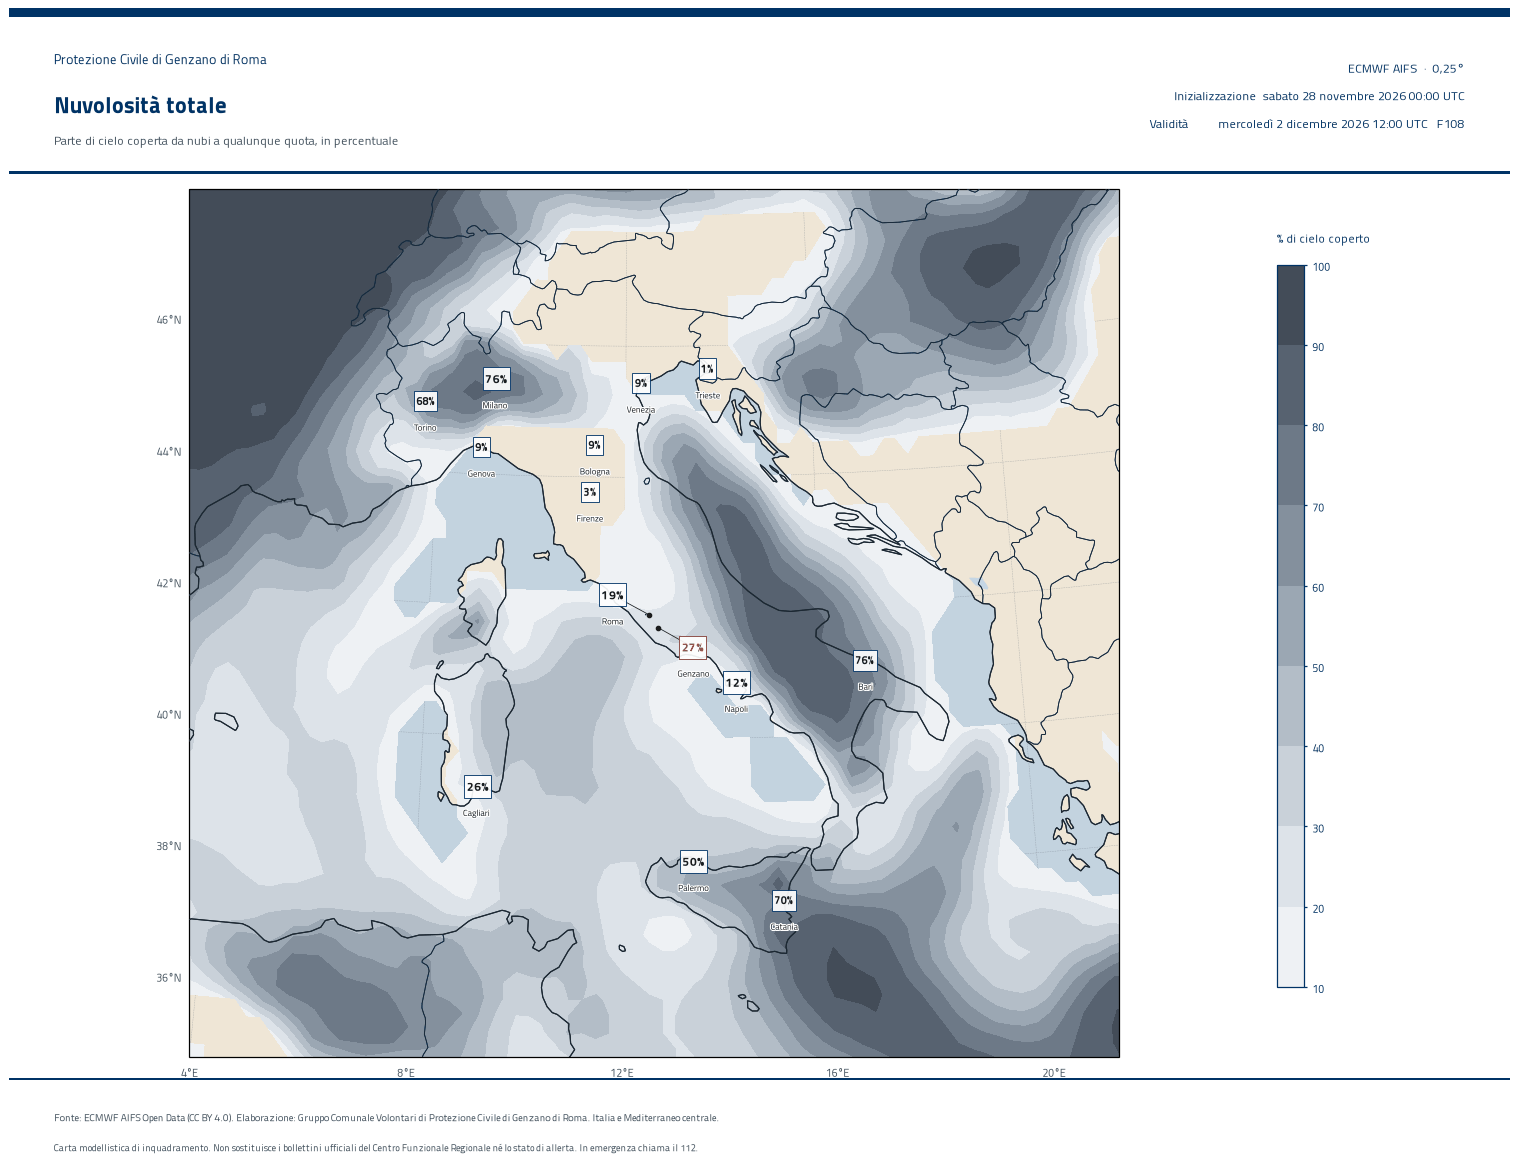 Protezione Civile di Genzano di Roma
Nuvolosità totale
Parte di cielo coperta da nubi a qualunque quota, in percentuale
ECMWF AIFS · 0,25°
Inizializzazione sabato 28 novembre 2026 00:00 UTC
Validità mercoledì 2 dicembre 2026 12:00 UTC F108
% di cielo coperto
100
90
80
70
60
50
40
30
20
10
46°N
44°N
42°N
40°N
38°N
36°N
4°E
8°E
12°E
16°E
20°E
1%
Trieste
76%
Milano
9%
Venezia
68%
Torino
9%
Genova
9%
Bologna
3%
Firenze
19%
Roma
27%
Genzano
76%
Bari
12%
Napoli
26%
Cagliari
50%
Palermo
70%
Catania
Fonte: ECMWF AIFS Open Data (CC BY 4.0). Elaborazione: Gruppo Comunale Volontari di Protezione Civile di Genzano di Roma. Italia e Mediterraneo centrale.
Carta modellistica di inquadramento. Non sostituisce i bollettini ufficiali del Centro Funzionale Regionale né lo stato di allerta. In emergenza chiama il 112.